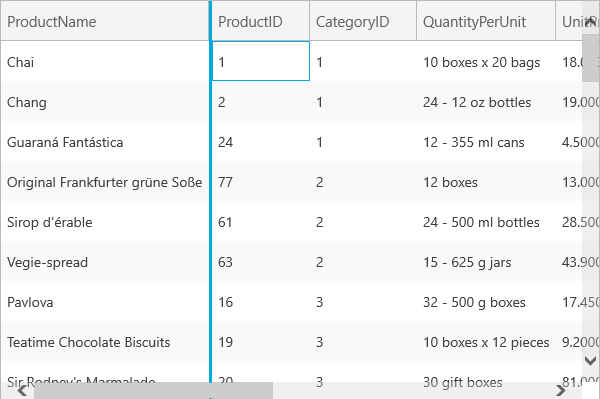 ProductName ProductID CategoryID QuantityPerUnit
Chai 1 1 10 boxes x 20 bags 18.0
Chang 2 1 24 - 12 oz bottles 19.000
Guaraná Fantástica 24 1 12 - 355 ml cans 4.5000
Original Frankfurter grüne Soße 77 2 12 boxes 13.000
Sirop d'érable 61 2 24 - 500 ml bottles 28.500
Vegie-spread 63 2 15 - 625 g jars 43.900
Pavlova 16 3 32 - 500 g boxes 17.450
Teatime Chocolate Biscuits 19 3 10 boxes x 12 pieces 9.2000
Sir Rodney's Marmalade 20 3 30 gift boxes 81.000